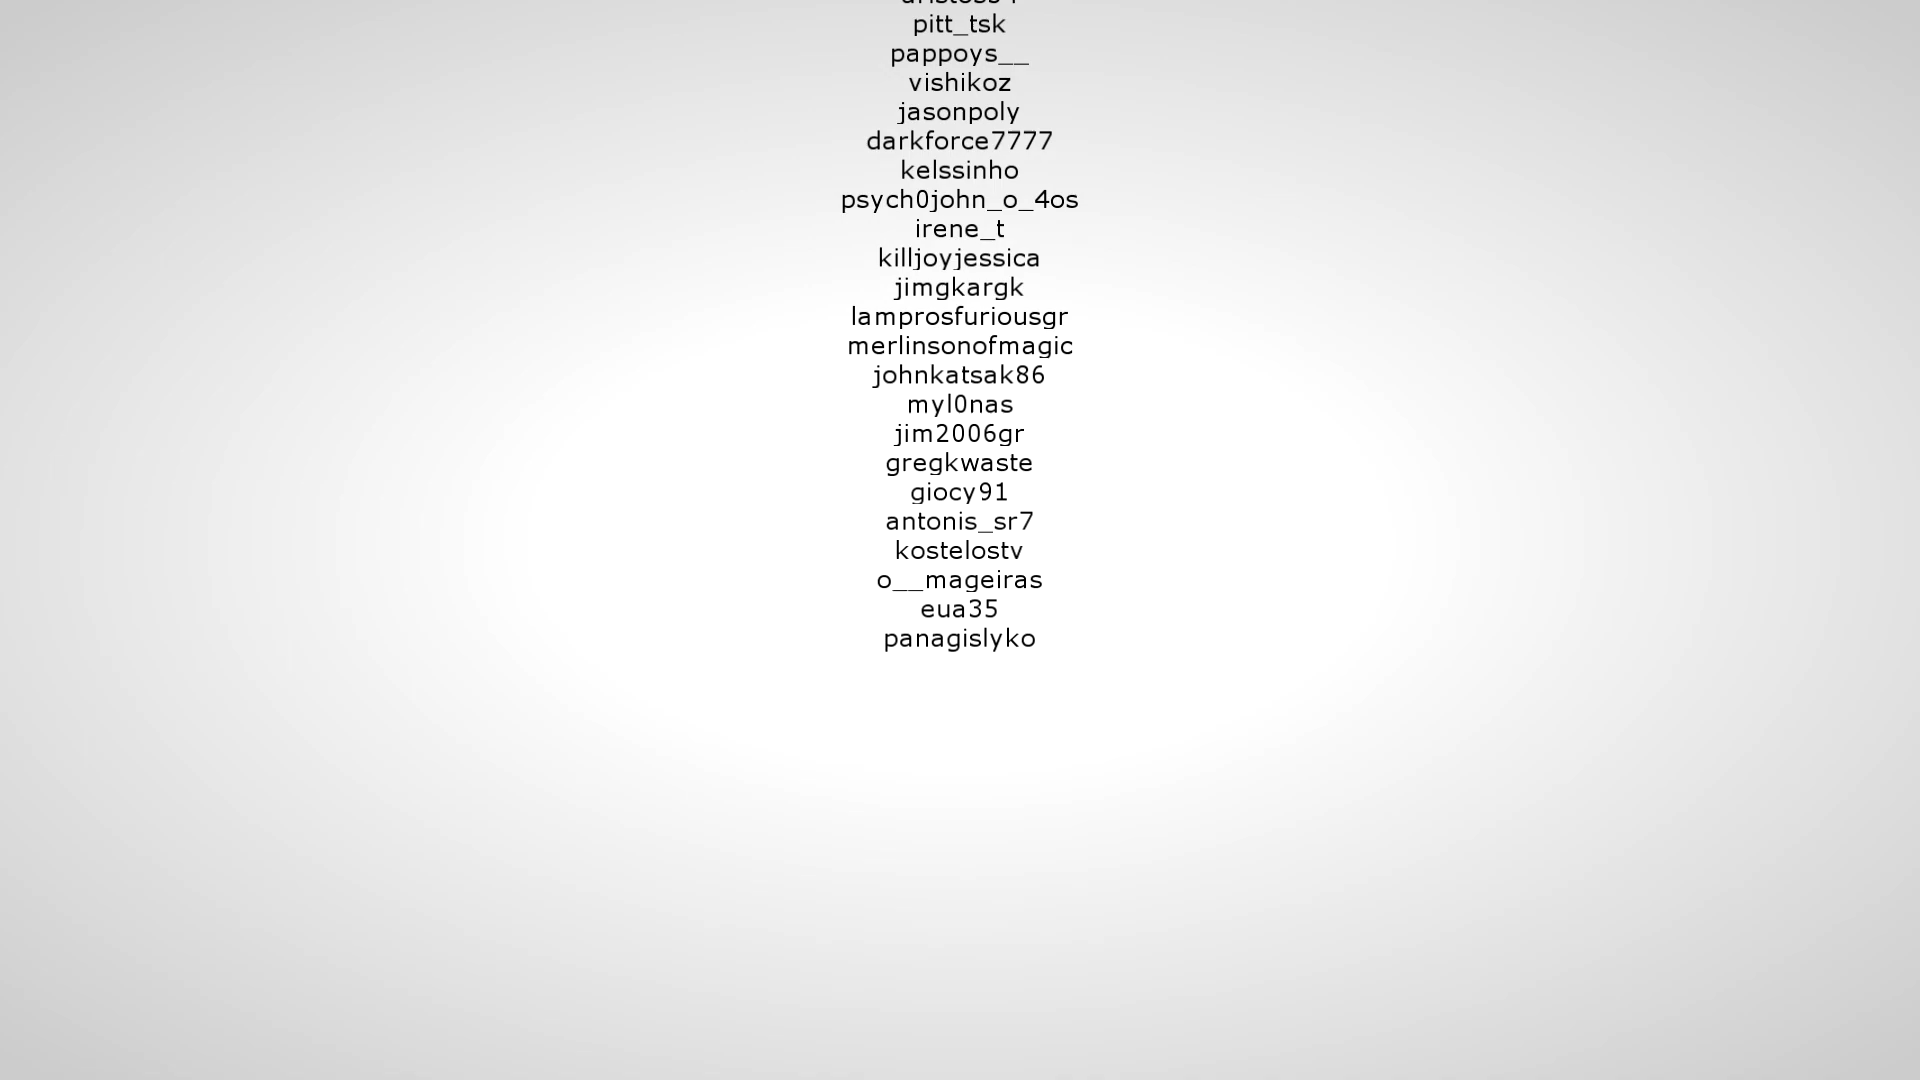 pitt_tsk
pappoys__
vishikoz
jasonpoly
darkforce7777
kelssinho
psych0john_o_4os
irene_t
killjoyjessica
jimgkargk
lamprosfuriousgr
merlinsonofmagic
johnkatsak86
myl0nas
jim2006gr
gregkwaste
giocy91
antonis_sr7
kostelostv
o__mageiras
eua35
panagislyko